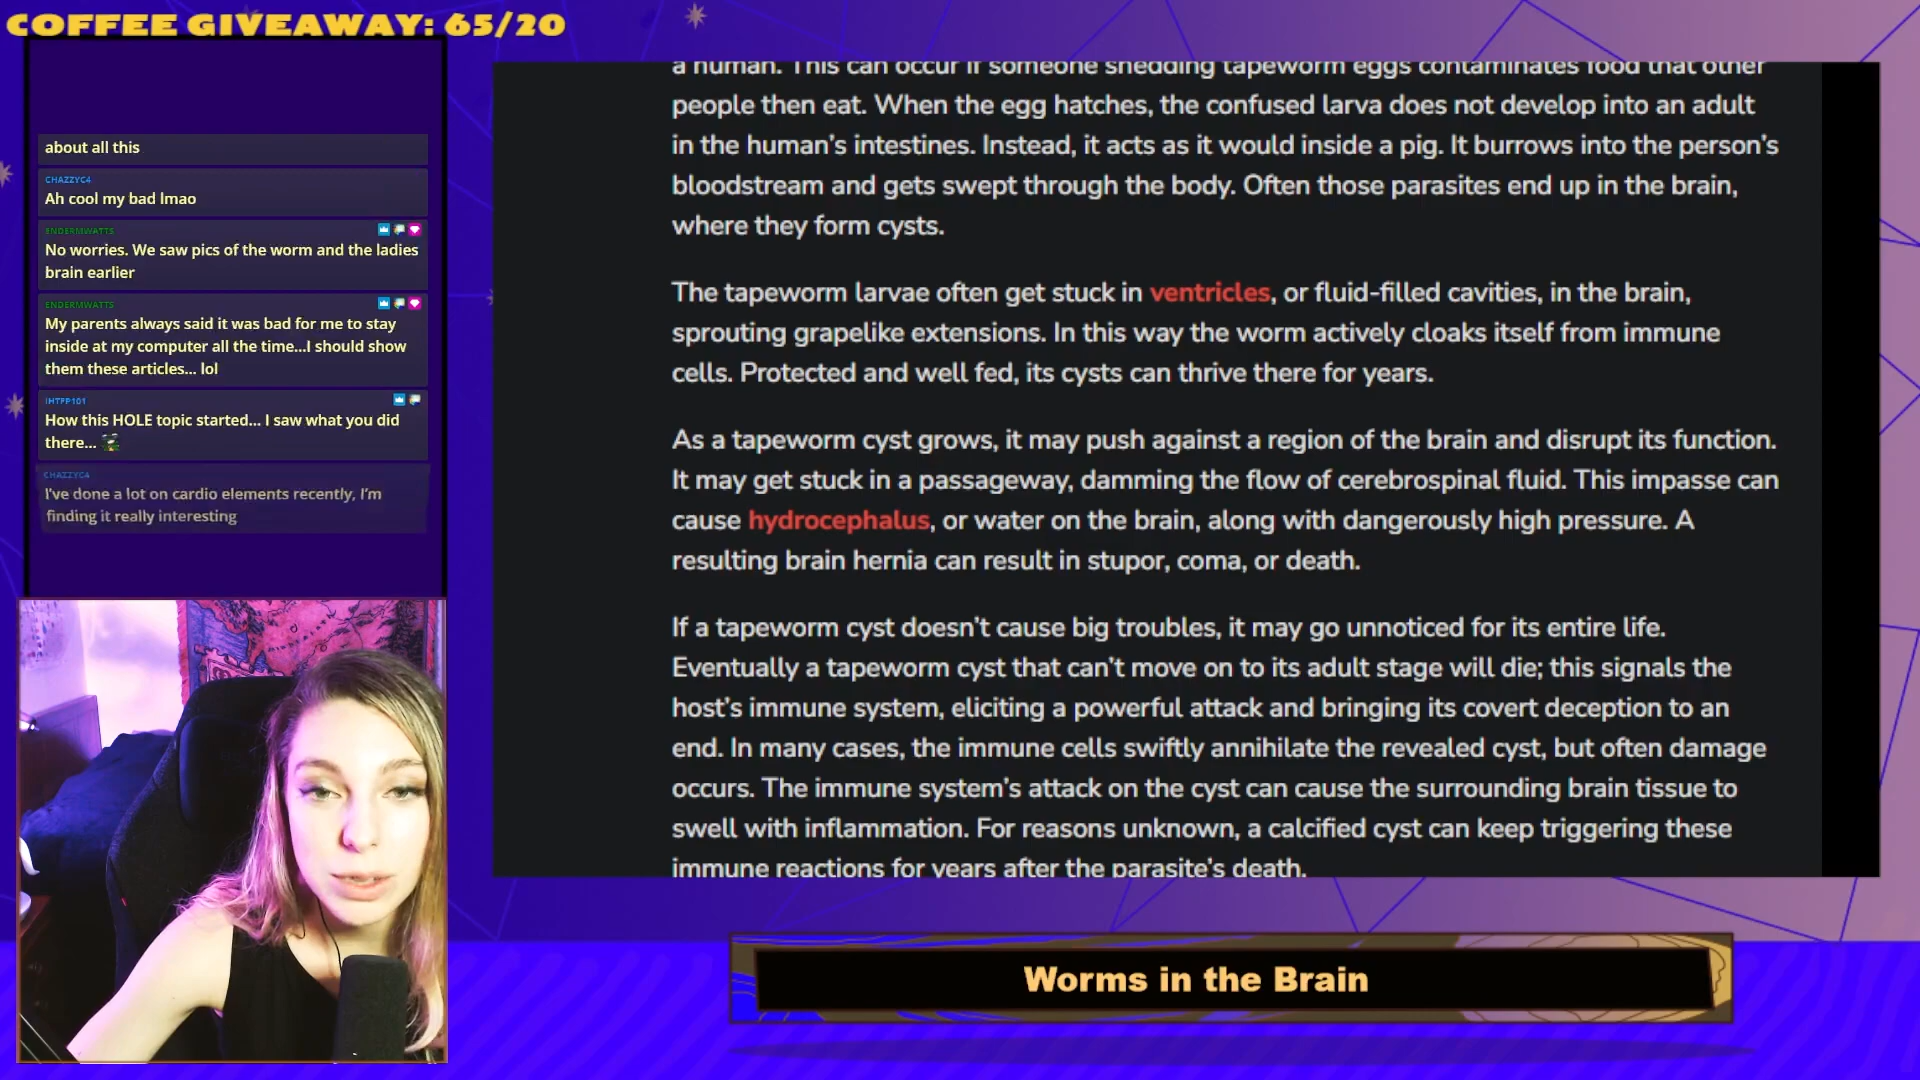 COFFEE GIVEAWAY: 65/20
about all this
CHAZZYC4
Ah cool my bad lmao
ENDERMWATTS
No worries. We saw pics of the worm and the ladies
brain earlier
ENDERMWATTS
My parents always said it was bad for me to stay
inside at my computer all the time...I should show
them these articles... lol
IHTFP101
How this HOLE topic started... I saw what you did
there...
CHAZZYC4
I've done a lot on cardio elements recently, I'm
finding it really interesting
a human. This can occur if someone shedding tapeworm eggs contaminates food that other
people then eat. When the egg hatches, the confused larva does not develop into an adult
in the human’s intestines. Instead, it acts as it would inside a pig. It burrows into the person’s
bloodstream and gets swept through the body. Often those parasites end up in the brain,
where they form cysts.
The tapeworm larvae often get stuck in ventricles, or fluid-filled cavities, in the brain,
sprouting grapelike extensions. In this way the worm actively cloaks itself from immune
cells. Protected and well fed, its cysts can thrive there for years.
As a tapeworm cyst grows, it may push against a region of the brain and disrupt its function.
It may get stuck in a passageway, damming the flow of cerebrospinal fluid. This impasse can
cause hydrocephalus, or water on the brain, along with dangerously high pressure. A
resulting brain hernia can result in stupor, coma, or death.
If a tapeworm cyst doesn’t cause big troubles, it may go unnoticed for its entire life.
Eventually a tapeworm cyst that can’t move on to its adult stage will die; this signals the
host’s immune system, eliciting a powerful attack and bringing its covert deception to an
end. In many cases, the immune cells swiftly annihilate the revealed cyst, but often damage
occurs. The immune system’s attack on the cyst can cause the surrounding brain tissue to
swell with inflammation. For reasons unknown, a calcified cyst can keep triggering these
immune reactions for years after the parasite’s death.
Worms in the Brain